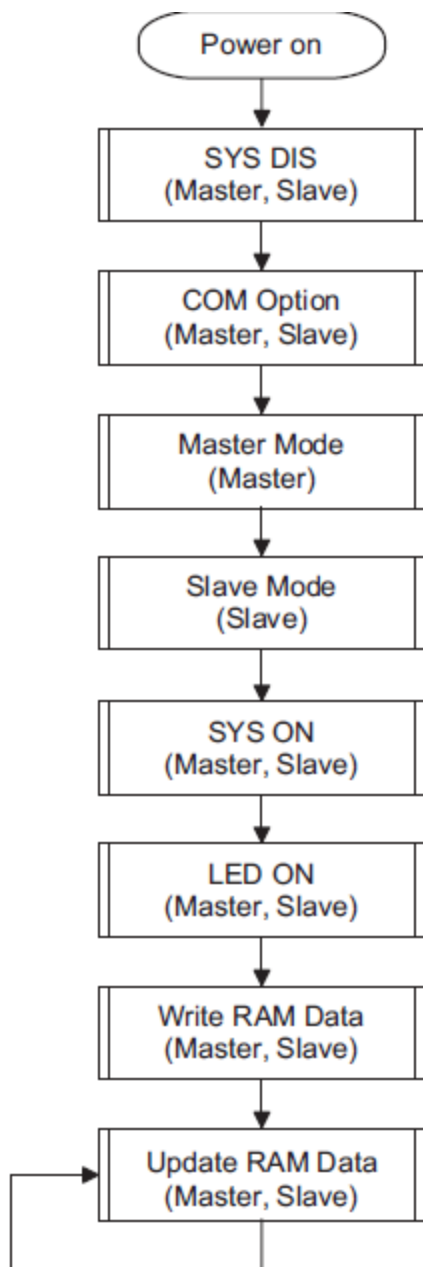 Power on
SYS DIS
(Master, Slave)
COM Option
(Master, Slave)
Master Mode
(Master)
Slave Mode
(Slave)
SYS ON
(Master, Slave)
LED ON
(Master, Slave)
Write RAM Data
(Master, Slave)
Update RAM Data
(Master, Slave)